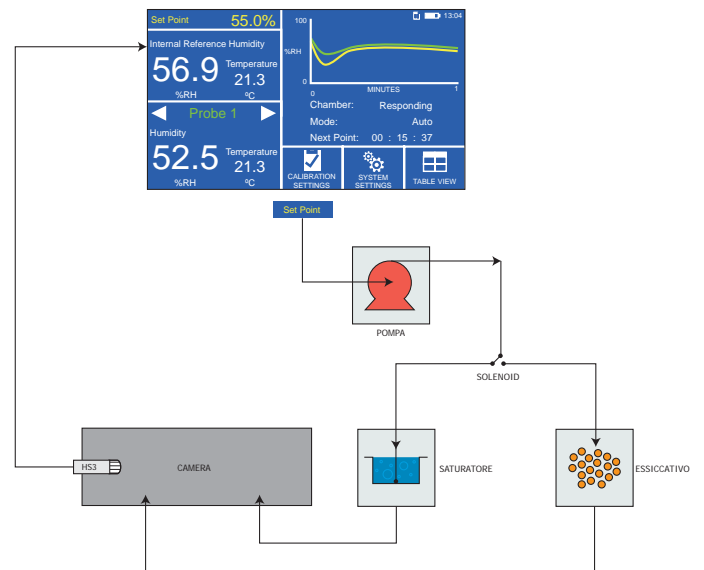 Set Point 55.0%
Internal Reference Humidity
56.9
%RH
Temperature
21.3
ºC
Probe 1
Humidity
52.5
%RH
Temperature
21.3
ºC
13:04
100
%RH
0
0
MINUTES
1
Chamber: Responding
Mode: Auto
Next Point: 00 : 15 : 37
CALIBRATION
SETTINGS
SYSTEM
SETTINGS
TABLE VIEW
Set Point
POMPA
SOLENOID
HS3
CAMERA
SATURATORE
ESSICCATIVO